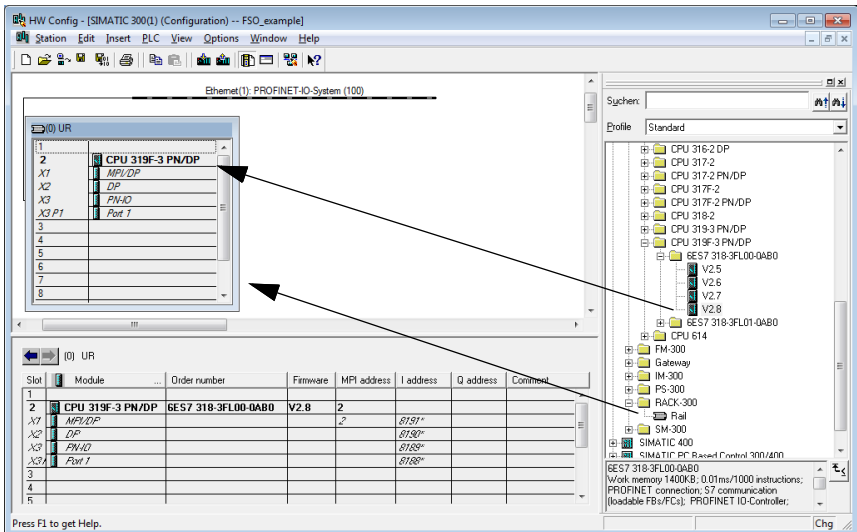 HW Config - [SIMATIC 300(1) (Configuration) -- FSO_example]
Station Edit Insert PLC View Options Window Help
Ethernet(1): PROFINET-IO-System (100)
(0) UR
1
2 CPU 319F-3 PN/DP
X1 MPI/DP
X2 DP
X3 PN-IO
X3 P1 Port 1
3
4
5
6
7
8
Suchen:
Profile Standard
CPU 316-2 DP
CPU 317-2
CPU 317-2 PN/DP
CPU 317F-2
CPU 317F-2 PN/DP
CPU 318-2
CPU 319-3 PN/DP
CPU 319F-3 PN/DP
6ES7 318-3FL00-0AB0
V2.5
V2.6
V2.7
V2.8
6ES7 318-3FL01-0AB0
CPU 614
FM-300
Gateway
IM-300
PS-300
RACK-300
Rail
SM-300
SIMATIC 400
SIMATIC PC Based Control 300/400
6ES7 318-3FL00-0AB0
Work memory 1400KB; 0.01ms/1000 instructions;
PROFINET connection; S7 communication
(loadable FBs/FCs); PROFINET IO-Controller;
(0) UR
Slot Module ... Order number Firmware MPI address I address Q address Comment
1
2 CPU 319F-3 PN/DP 6ES7 318-3FL00-0AB0 V2.8 2
X1 MPI/DP 2 8191*
X2 DP 8190*
X3 PN-IO 8189*
X3 Port 1 8188*
3
4
5
Press F1 to get Help.
Chg